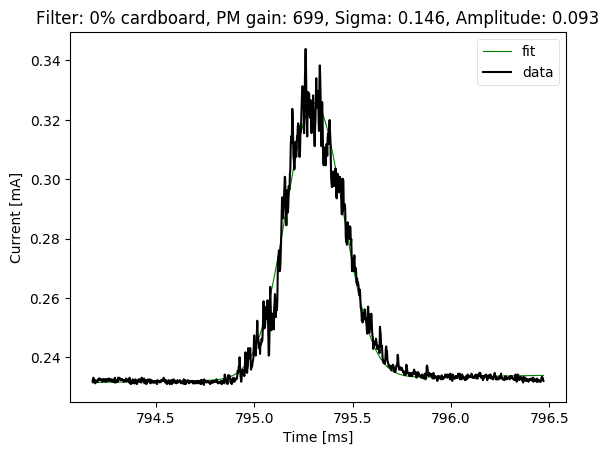 Filter: 0% cardboard, PM gain: 699, Sigma: 0.146, Amplitude: 0.093
fit
data
0.34
0.32
0.30
0.28
0.26
0.24
Current [mA]
794.5
795.0
795.5
796.0
796.5
Time [ms]